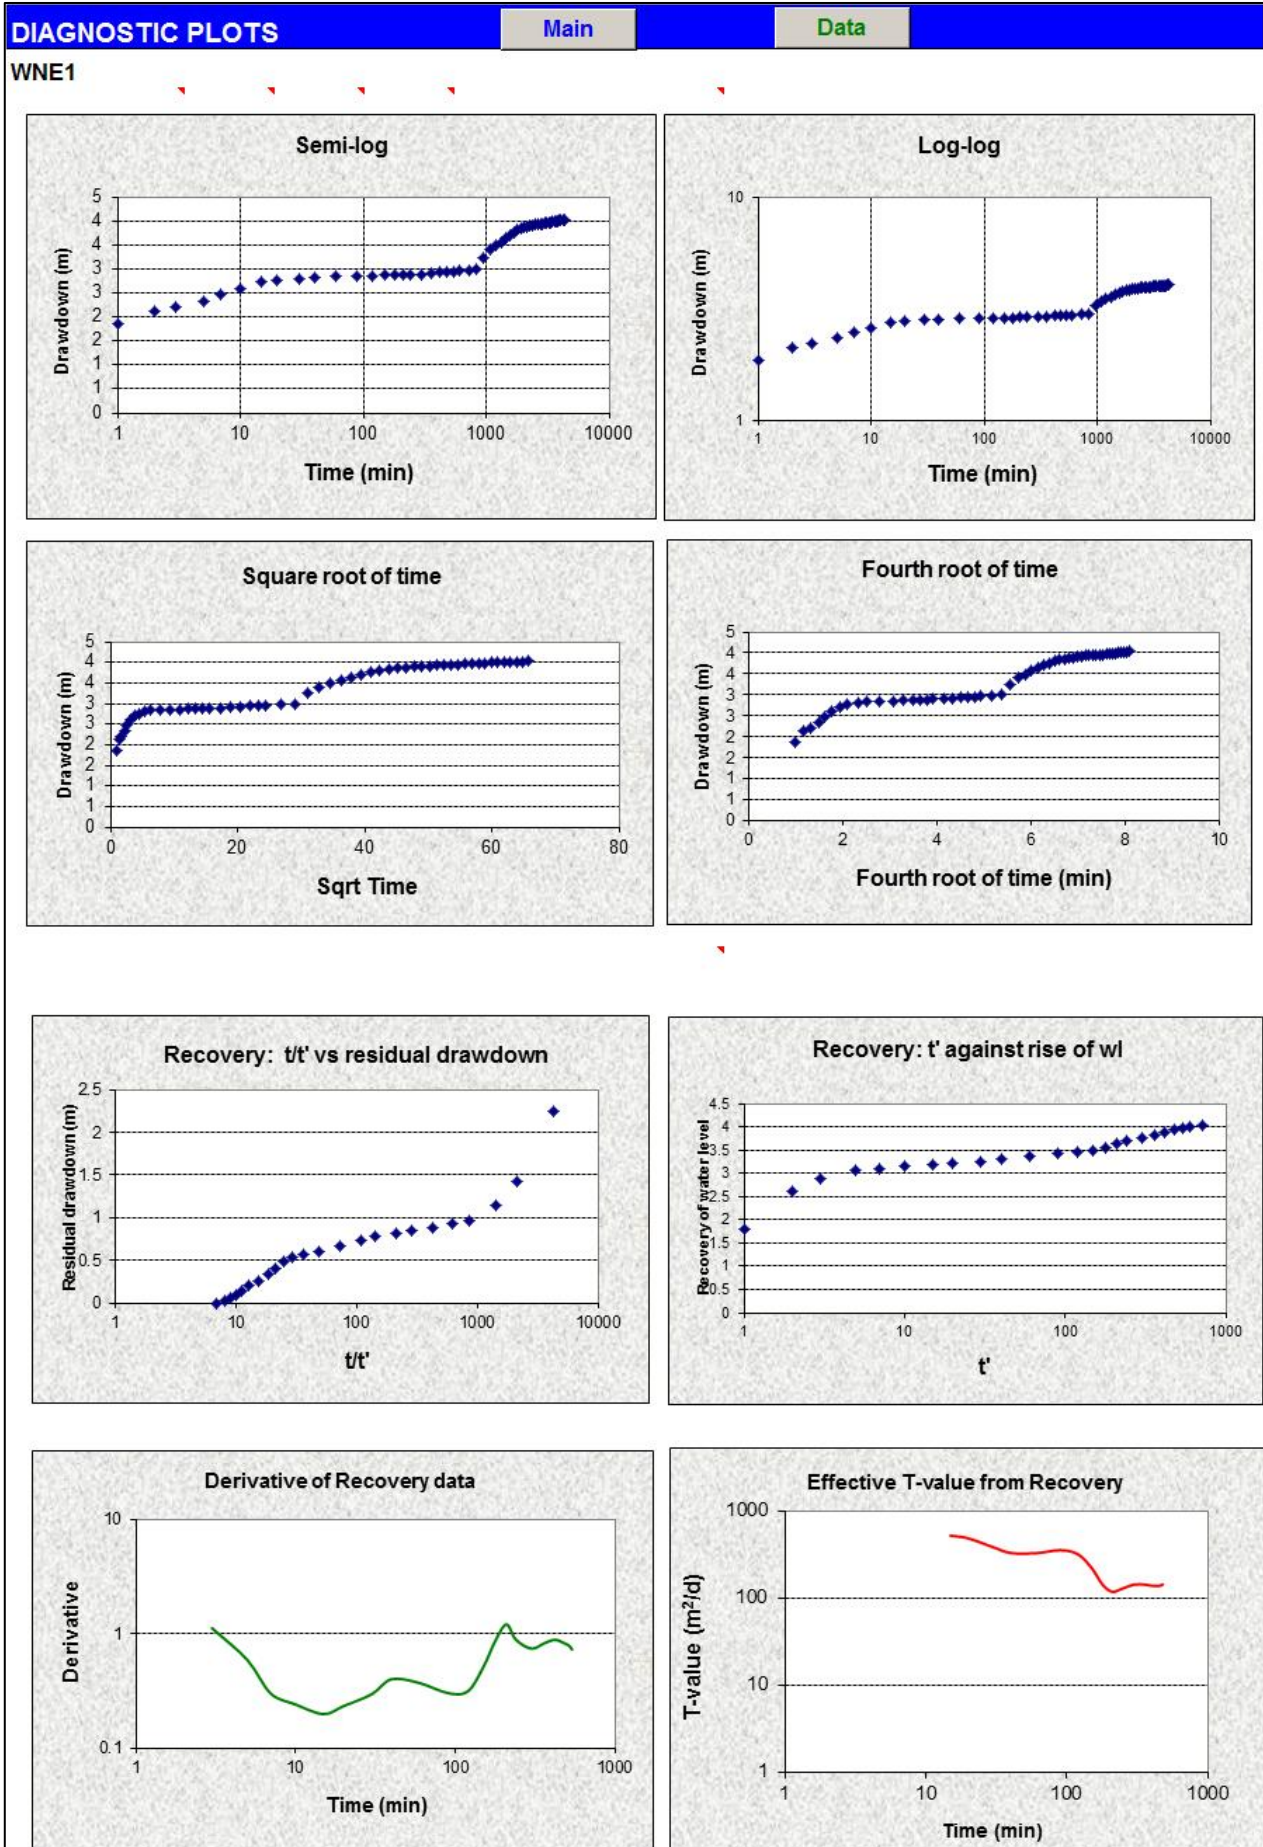 DIAGNOSTIC PLOTS Main Data
WNE1
Semi-log
Drawdown (m)
5
4
4
3
3
2
2
1
1
0
1 10 100 1000 10000
Time (min)
Log-log
Drawdown (m)
10
1
1 10 100 1000 10000
Time (min)
Square root of time
Drawdown (m)
5
4
4
3
3
2
2
1
1
0
0 20 40 60 80
Sqrt Time
Fourth root of time
Drawdown (m)
5
4
4
3
3
2
2
1
1
0
0 2 4 6 8 10
Fourth root of time (min)
Recovery: t/t' vs residual drawdown
Residual drawdown (m)
2.5
2
1.5
1
0.5
0
1 10 100 1000 10000
t/t'
Recovery: t' against rise of wl
Recovery of water level
4.5
4
3.5
3
2.5
2
1.5
1
0.5
0
1 10 100 1000
t'
Derivative of Recovery data
Derivative
10
1
0.1
1 10 100 1000
Time (min)
Effective T-value from Recovery
T-value (m²/d)
1000
100
10
1
1 10 100 1000
Time (min)